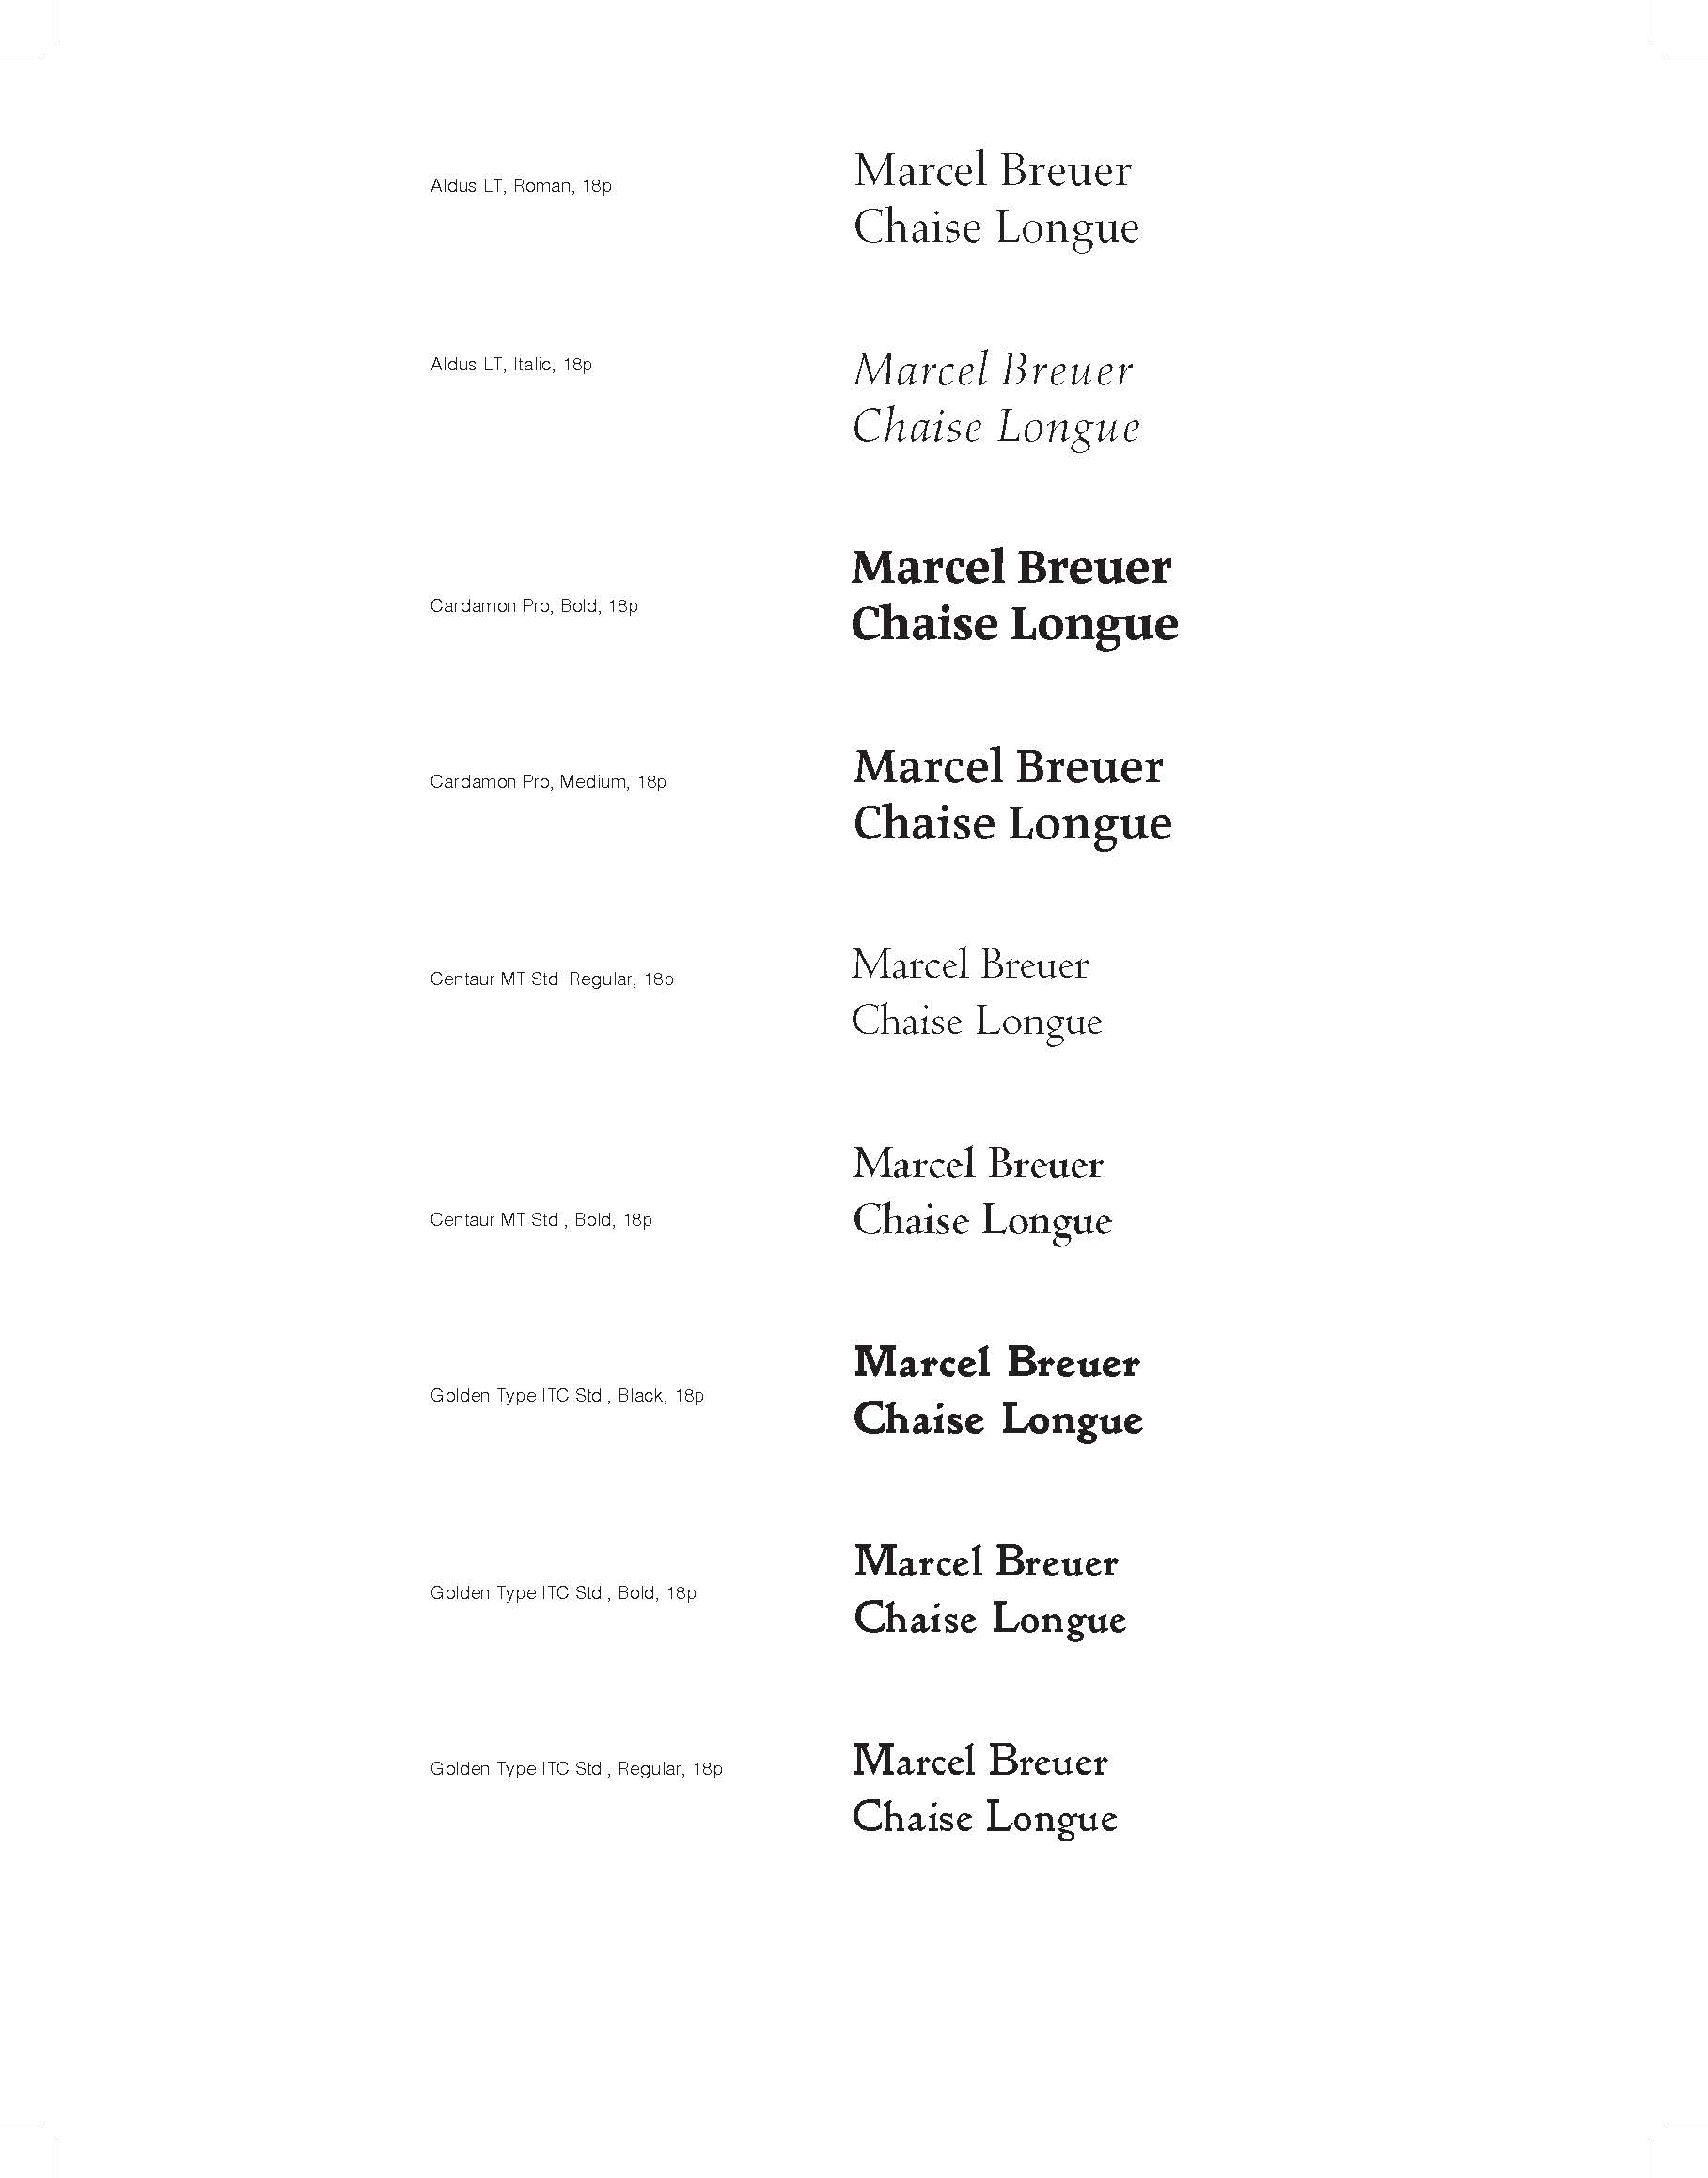 Aldus LT, Roman, 18p
Marcel Breuer
Chaise Longue
Aldus LT, Italic, 18p
Marcel Breuer
Chaise Longue
Cardamon Pro, Bold, 18p
Marcel Breuer
Chaise Longue
Cardamon Pro, Medium, 18p
Marcel Breuer
Chaise Longue
Centaur MT Std  Regular, 18p
Marcel Breuer
Chaise Longue
Centaur MT Std , Bold, 18p
Marcel Breuer
Chaise Longue
Golden Type ITC Std , Black, 18p
Marcel Breuer
Chaise Longue
Golden Type ITC Std , Bold, 18p
Marcel Breuer
Chaise Longue
Golden Type ITC Std , Regular, 18p
Marcel Breuer
Chaise Longue